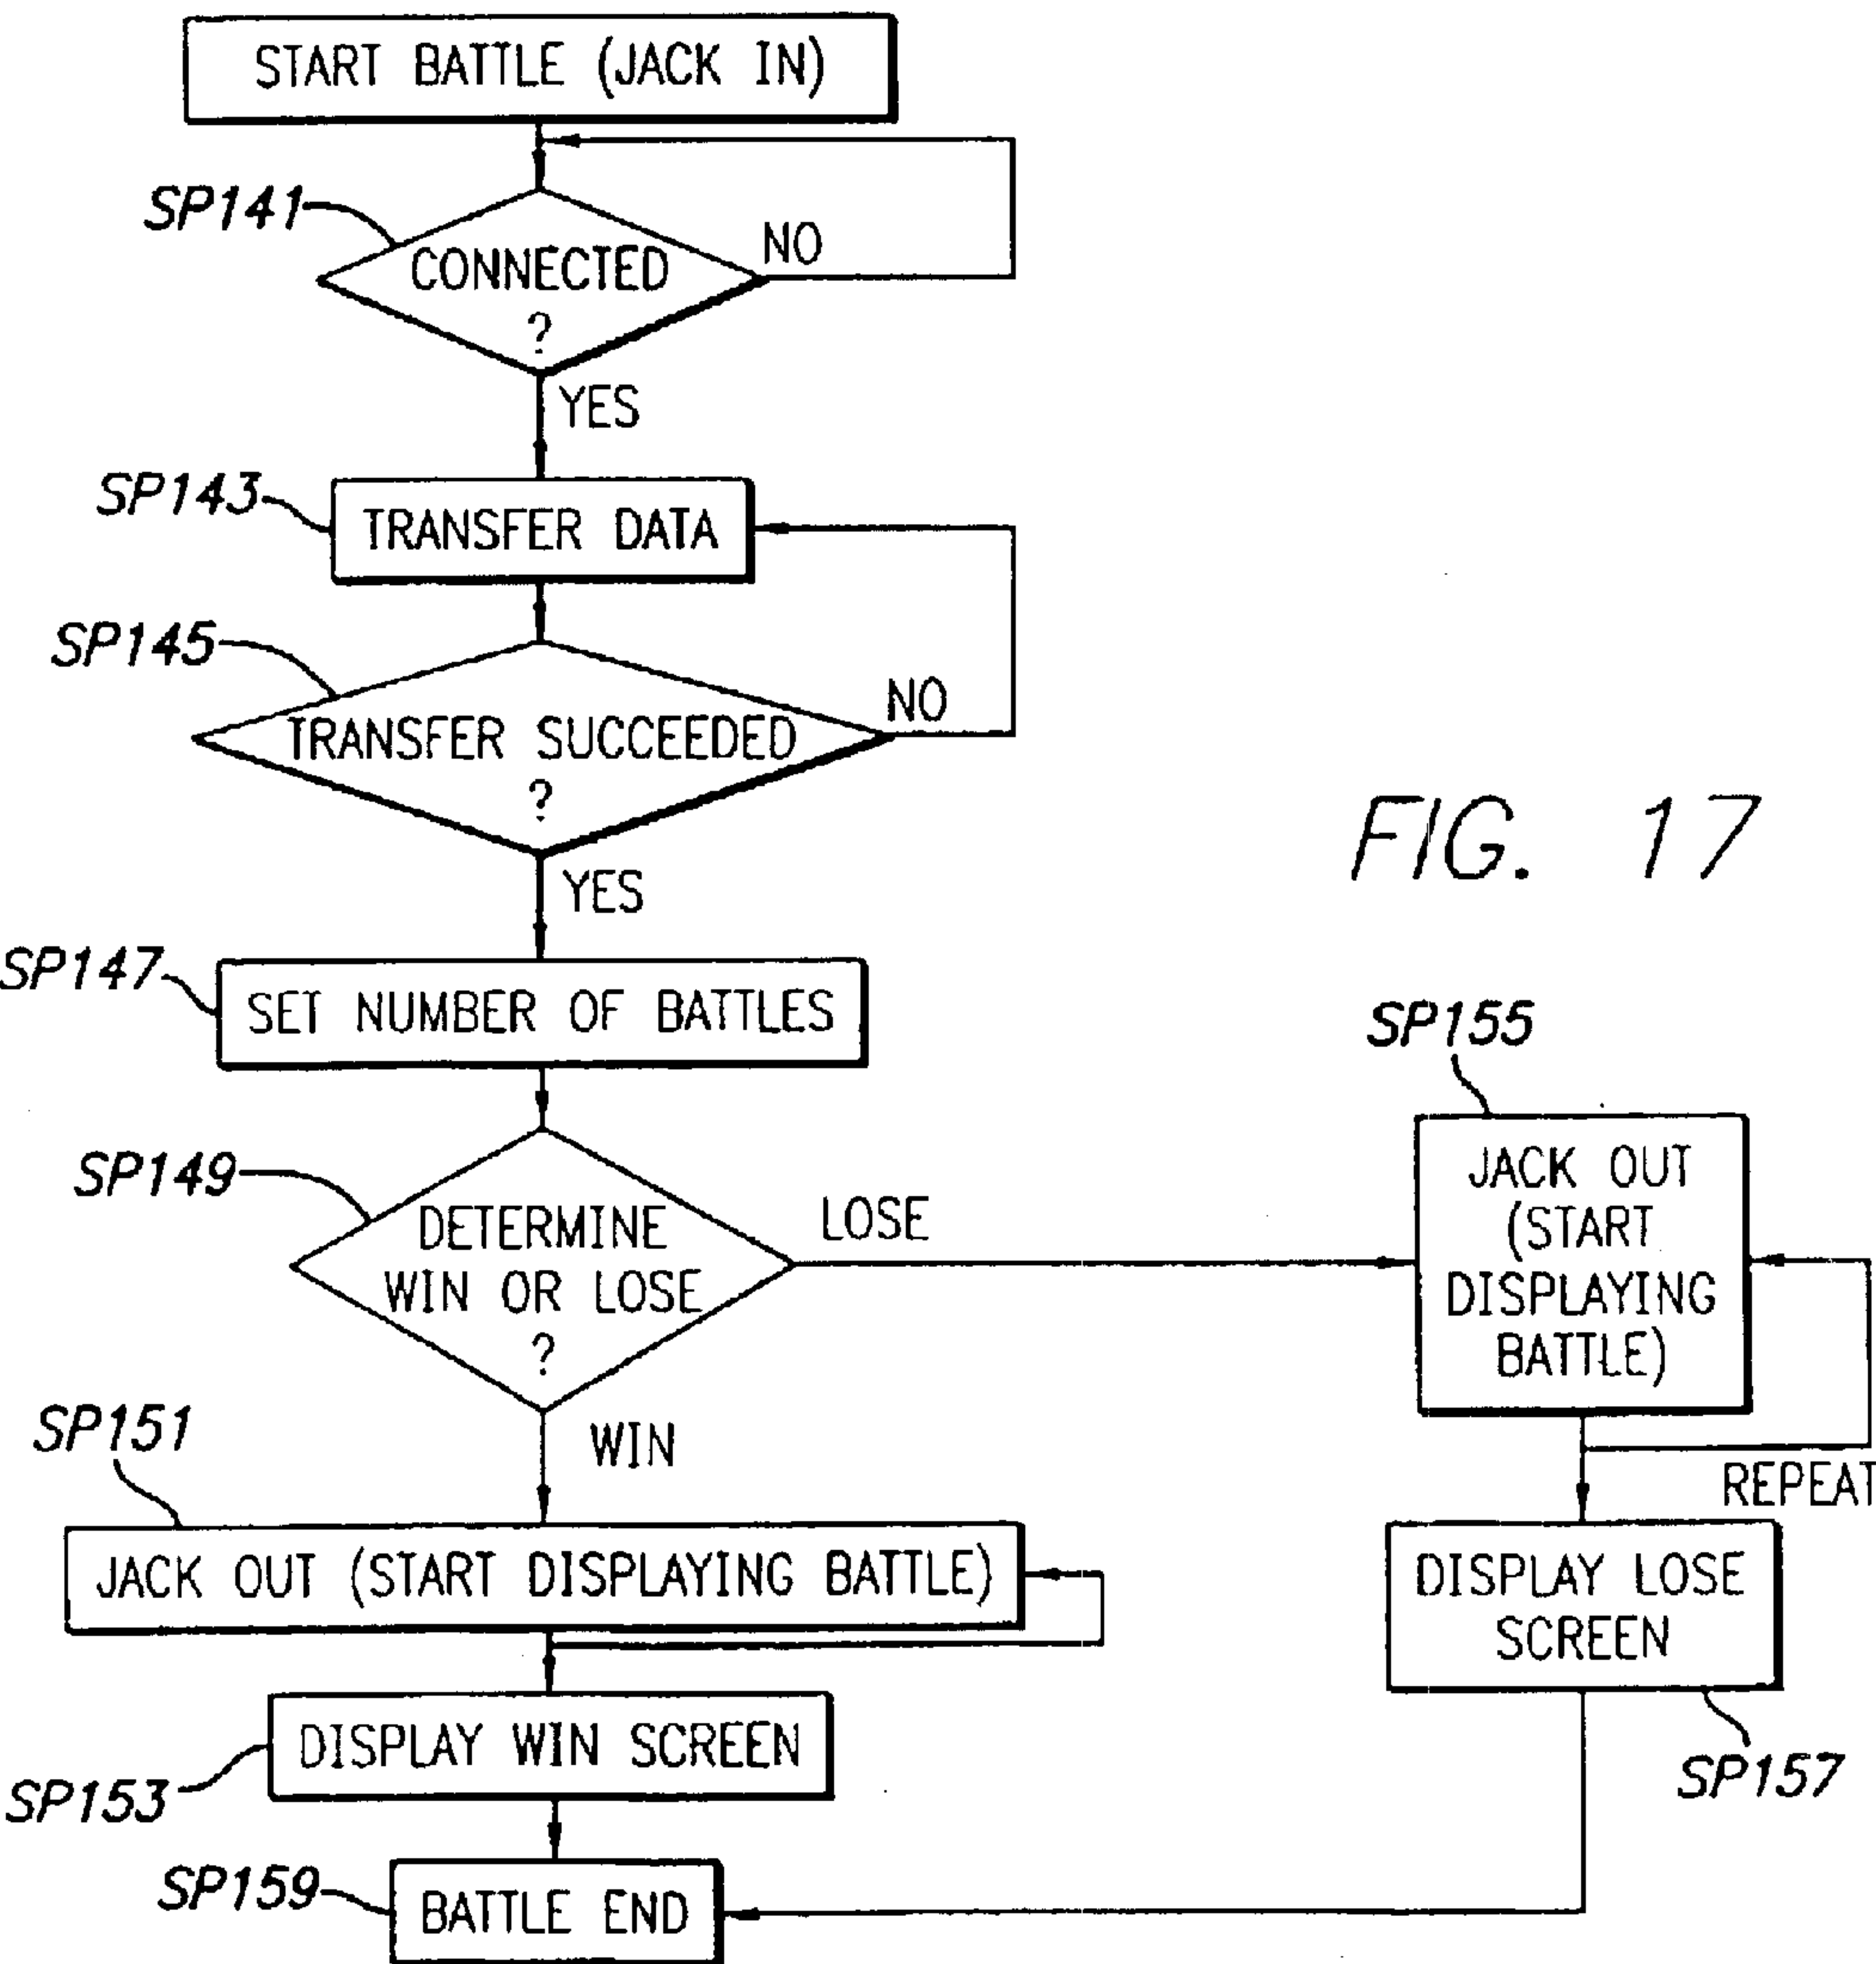 START BATTLE (JACK IN)
SP141
CONNECTED
?
NO
YES
SP143
TRANSFER DATA
SP145
TRANSFER SUCCEEDED
?
NO
YES
FIG. 17
SP147
SET NUMBER OF BATTLES
SP149
DETERMINE
WIN OR LOSE
?
LOSE
WIN
SP155
JACK OUT
(START
DISPLAYING
BATTLE)
REPEAT
SP151
JACK OUT (START DISPLAYING BATTLE)
DISPLAY LOSE
SCREEN
SP157
SP153
DISPLAY WIN SCREEN
SP159
BATTLE END